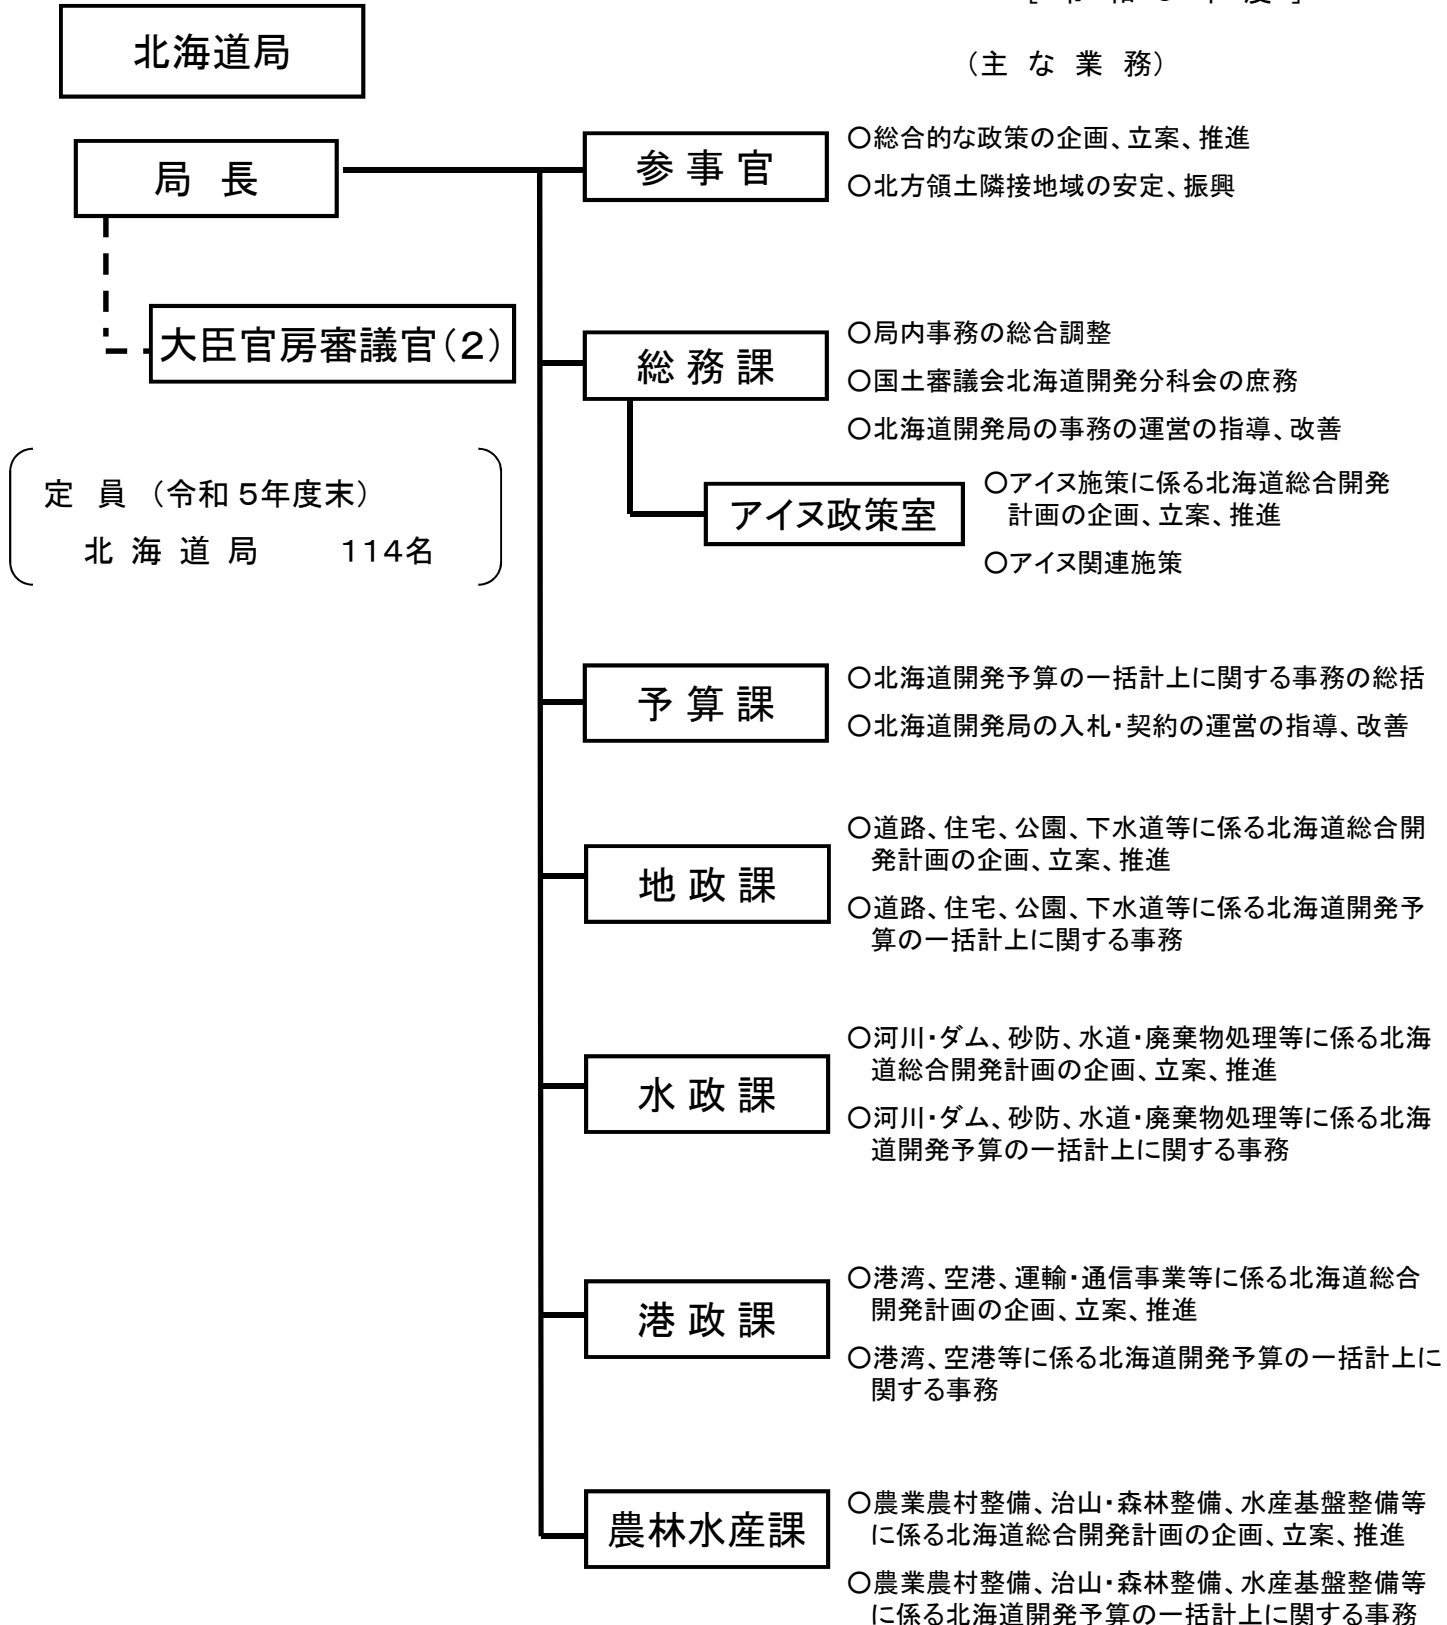 北海道局
(主 な 業 務)
局 長
参 事 官
○総合的な政策の企画、立案、推進
○北方領土隣接地域の安定、振興
大臣官房審議官(2)
総 務 課
○局内事務の総合調整
○国土審議会北海道開発分科会の庶務
○北海道開発局の事務の運営の指導、改善
定 員 (令和5年度末)
北 海 道 局 114名
アイヌ政策室
○アイヌ施策に係る北海道総合開発
計画の企画、立案、推進
○アイヌ関連施策
予 算 課
○北海道開発予算の一括計上に関する事務の総括
○北海道開発局の入札・契約の運営の指導、改善
地 政 課
○道路、住宅、公園、下水道等に係る北海道総合開
発計画の企画、立案、推進
○道路、住宅、公園、下水道等に係る北海道開発予
算の一括計上に関する事務
水 政 課
○河川・ダム、砂防、水道・廃棄物処理等に係る北海
道総合開発計画の企画、立案、推進
○河川・ダム、砂防、水道・廃棄物処理等に係る北海
道開発予算の一括計上に関する事務
港 政 課
○港湾、空港、運輸・通信事業等に係る北海道総合
開発計画の企画、立案、推進
○港湾、空港等に係る北海道開発予算の一括計上に
関する事務
農林水産課
○農業農村整備、治山・森林整備、水産基盤整備等
に係る北海道総合開発計画の企画、立案、推進
○農業農村整備、治山・森林整備、水産基盤整備等
に係る北海道開発予算の一括計上に関する事務